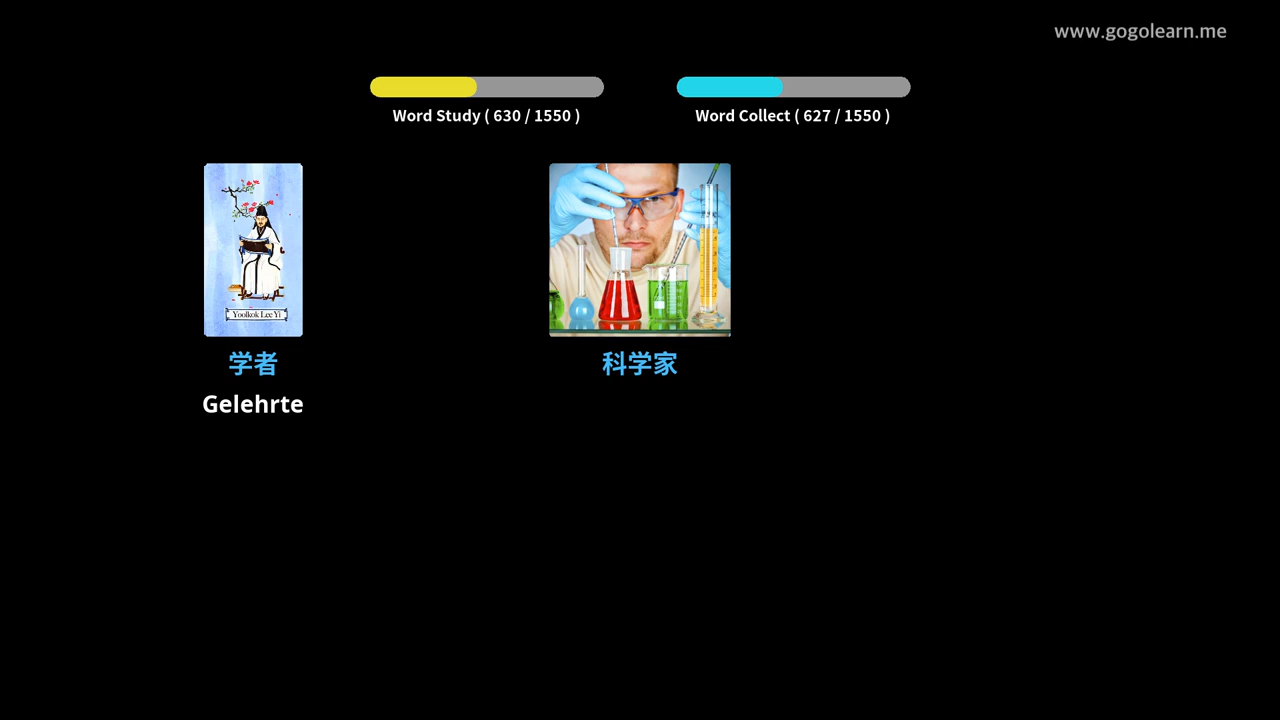 www.gogolearn.me
Word Study ( 630 / 1550 )
Word Collect ( 627 / 1550 )
Yoolkok Lee Yi
学者
科学家
Gelehrte